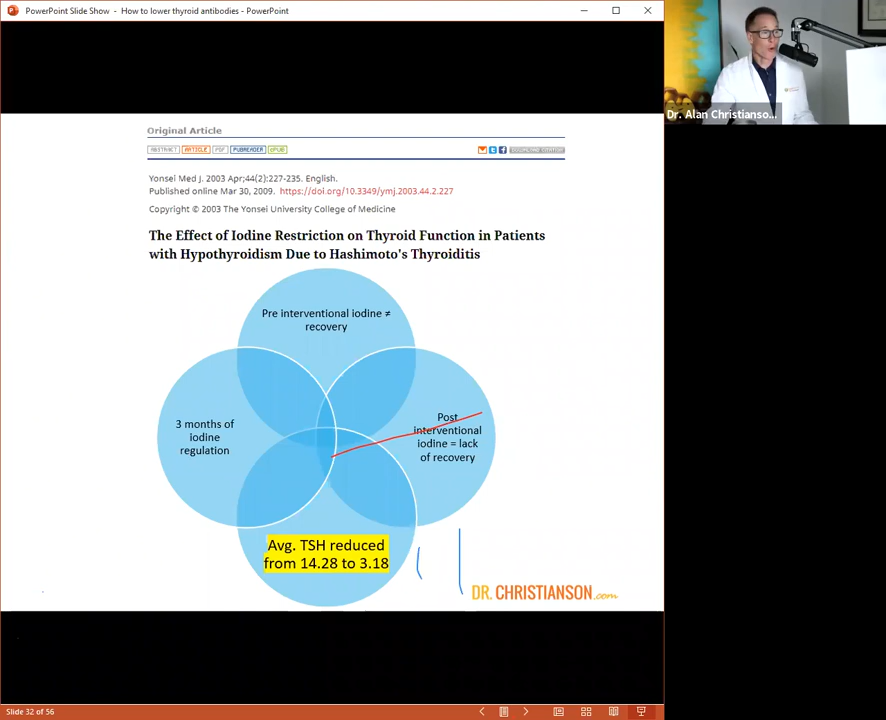 PowerPoint Slide Show - How to lower thyroid antibodies - PowerPoint
Dr. Alan Christianso...
Original Article
ABSTRACT ARTICLE PDF PUBREADER ePUB
DOWNLOAD CITATION
Yonsei Med J. 2003 Apr;44(2):227-235. English.
Published online Mar 30, 2009. https://doi.org/10.3349/ymj.2003.44.2.227
Copyright © 2003 The Yonsei University College of Medicine
The Effect of Iodine Restriction on Thyroid Function in Patients
with Hypothyroidism Due to Hashimoto's Thyroiditis
Pre interventional iodine ≠
recovery
3 months of
iodine
regulation
Post
interventional
iodine = lack
of recovery
Avg. TSH reduced
from 14.28 to 3.18
DR. CHRISTIANSON.com
Slide 32 of 56